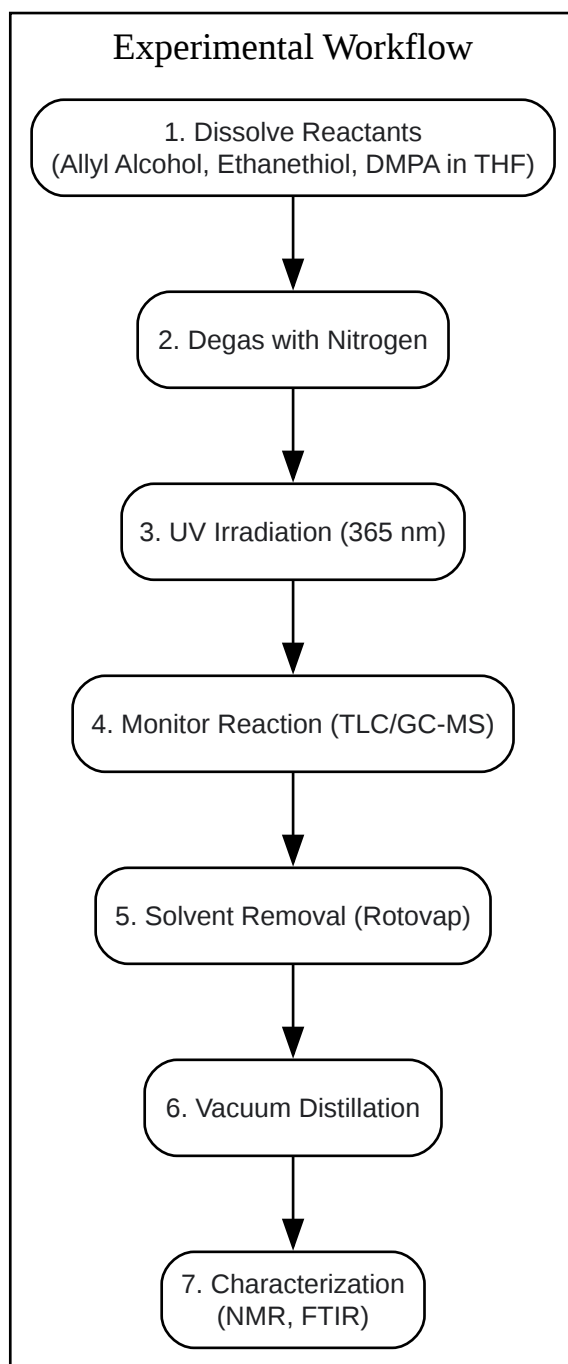 Experimental Workflow
1. Dissolve Reactants
(Allyl Alcohol, Ethanethiol, DMPA in THF)
2. Degas with Nitrogen
3. UV Irradiation (365 nm)
4. Monitor Reaction (TLC/GC-MS)
5. Solvent Removal (Rotovap)
6. Vacuum Distillation
7. Characterization
(NMR, FTIR)